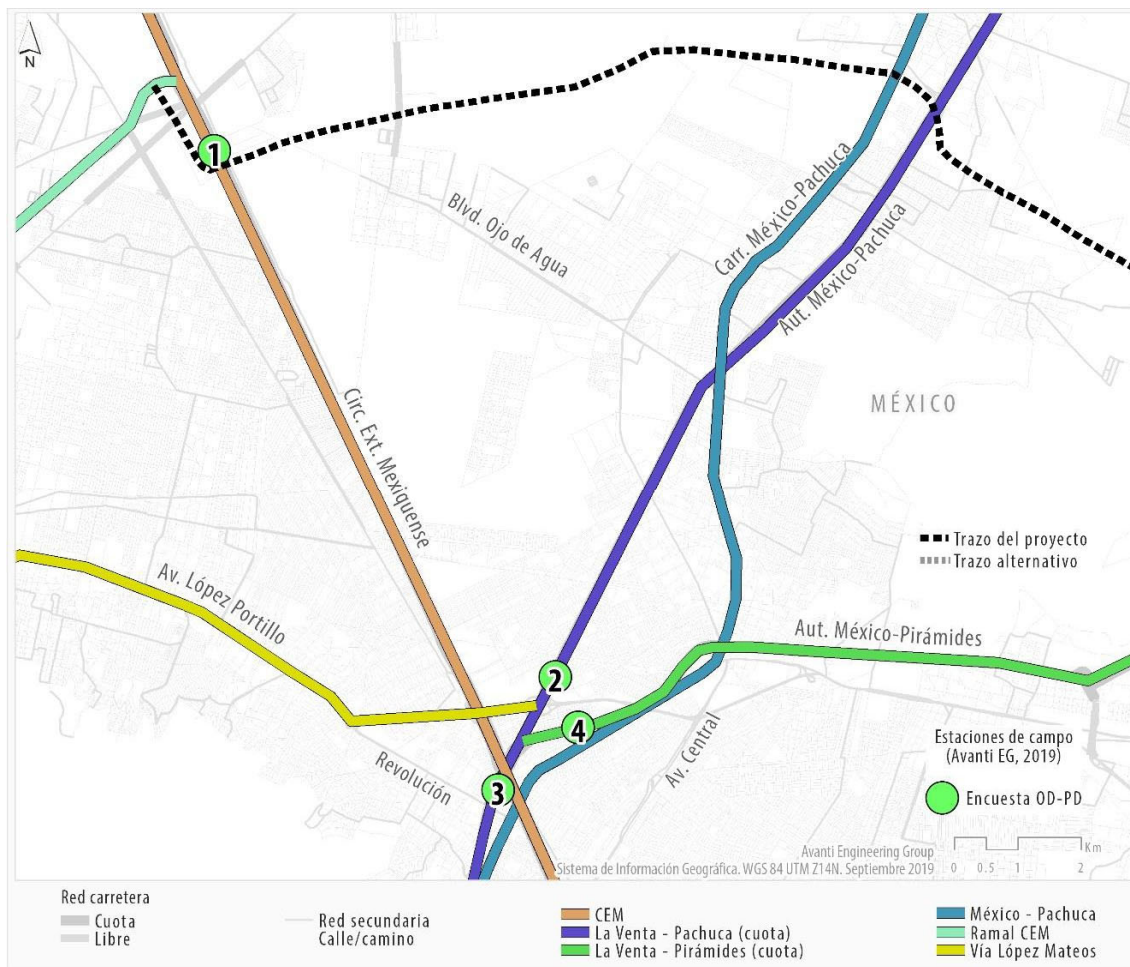 N
1
Blvd. Ojo de Agua
Carr. México-Pachuca
Aut. México-Pachuca
MÉXICO
Circ. Ext. Mexiquense
Trazo del proyecto
Trazo alternativo
Av. López Portillo
Aut. México-Pirámides
2
4
Av. Central
Revolución
3
Estaciones de campo
(Avanti EG, 2019)
Encuesta OD-PD
Avanti Engineering Group
Km
0 0.5 1 2
Sistema de Información Geográfica. WGS 84 UTM Z14N. Septiembre 2019
Red carretera
Cuota
Libre
Red secundaria
Calle/camino
CEM
La Venta - Pachuca (cuota)
La Venta - Pirámides (cuota)
México - Pachuca
Ramal CEM
Vía López Mateos